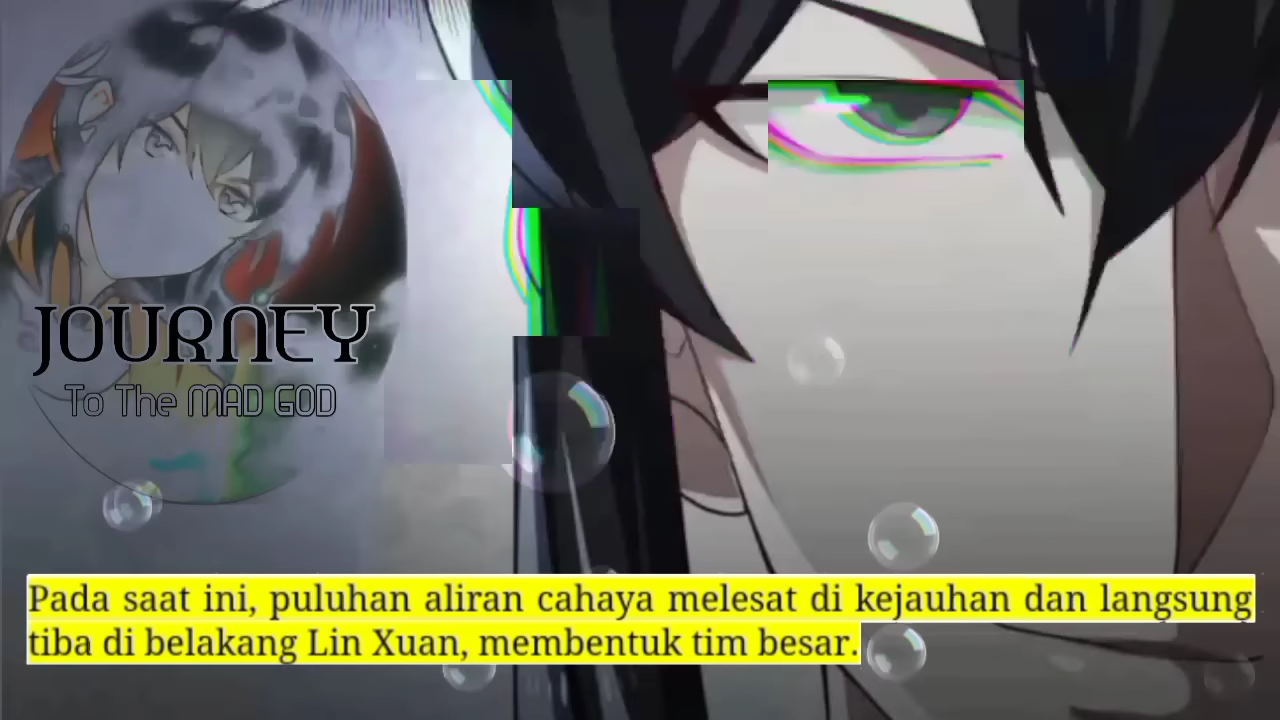 JOURNEY
To The MAD GOD
Pada saat ini, puluhan aliran cahaya melesat di kejauhan dan langsung
tiba di belakang Lin Xuan, membentuk tim besar.